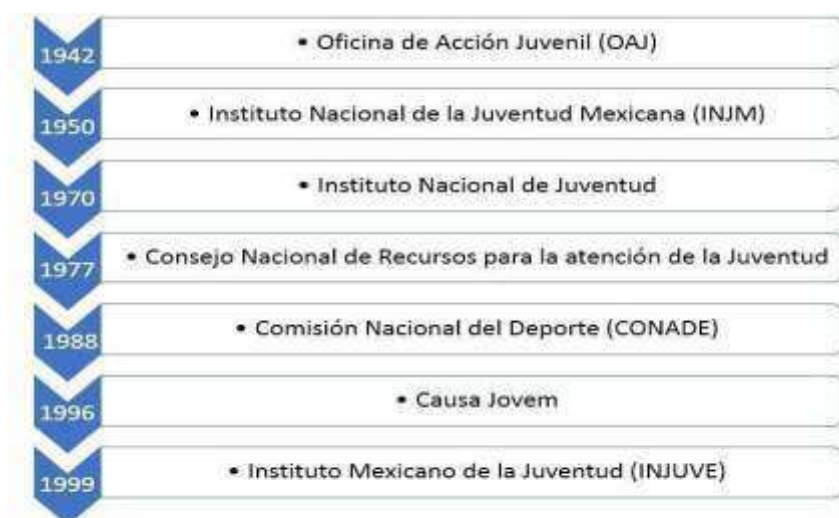 1942
• Oficina de Acción Juvenil (OAJ)
1950
• Instituto Nacional de la Juventud Mexicana (INJM)
1970
• Instituto Nacional de Juventud
1977
• Consejo Nacional de Recursos para la atención de la Juventud
1988
• Comisión Nacional del Deporte (CONADE)
1996
• Causa Jovem
1999
• Instituto Mexicano de la Juventud (INJUVE)